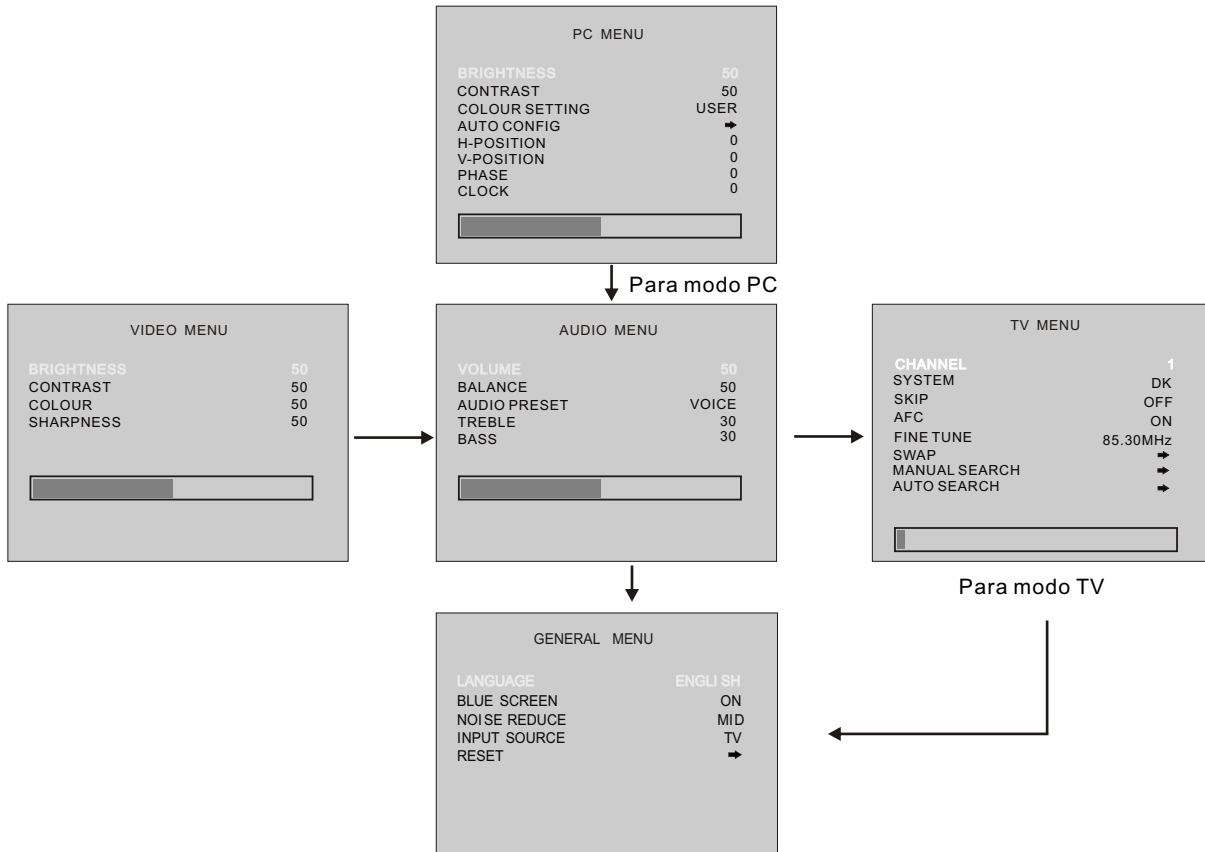 PC MENU
BRIGHTNESS 50
CONTRAST 50
COLOUR SETTING USER
AUTO CONFIG
H-POSITION 0
V-POSITION 0
PHASE 0
CLOCK 0
Para modo PC
VIDEO MENU
BRIGHTNESS 50
CONTRAST 50
COLOUR 50
SHARPNESS 50
AUDIO MENU
VOLUME 50
BALANCE 50
AUDIO PRESET VOICE
TREBLE 30
BASS 30
TV MENU
CHANNEL 1
SYSTEM DK
SKIP OFF
AFC ON
FINE TUNE 85.30MHz
SWAP
MANUAL SEARCH
AUTO SEARCH
Para modo TV
GENERAL MENU
LANGUAGE ENGLISH
BLUE SCREEN ON
NOISE REDUCE MID
INPUT SOURCE TV
RESET